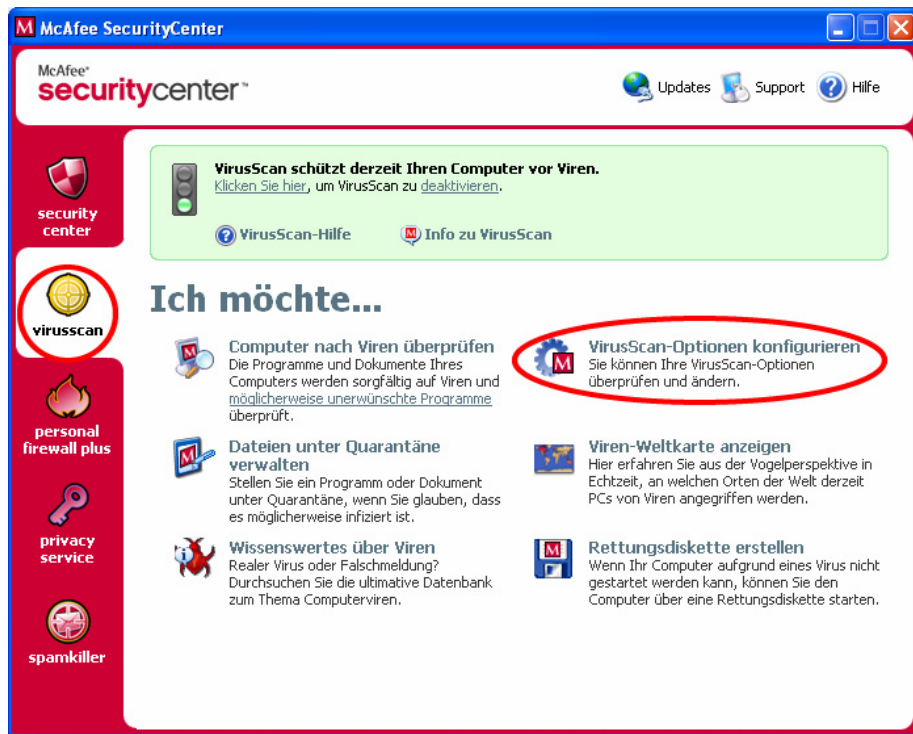 McAfee SecurityCenter
McAfee®
securitycenter™
Updates
Support
Hilfe
VirusScan schützt derzeit Ihren Computer vor Viren.
Klicken Sie hier, um VirusScan zu deaktivieren.
VirusScan-Hilfe
Info zu VirusScan
security
center
virusscan
personal
firewall plus
privacy
service
spamkiller
Ich möchte...
Computer nach Viren überprüfen
Die Programme und Dokumente Ihres
Computers werden sorgfältig auf Viren und
möglicherweise unerwünschte Programme
überprüft.
VirusScan-Optionen konfigurieren
Sie können Ihre VirusScan-Optionen
überprüfen und ändern.
Dateien unter Quarantäne
verwalten
Stellen Sie ein Programm oder Dokument
unter Quarantäne, wenn Sie glauben, dass
es möglicherweise infiziert ist.
Viren-Weltkarte anzeigen
Hier erfahren Sie aus der Vogelperspektive in
Echtzeit, an welchen Orten der Welt derzeit
PCs von Viren angegriffen werden.
Wissenswertes über Viren
Realer Virus oder Falschmeldung?
Durchsuchen Sie die ultimative Datenbank
zum Thema Computerviren.
Rettungsdiskette erstellen
Wenn Ihr Computer aufgrund eines Virus nicht
gestartet werden kann, können Sie den
Computer über eine Rettungsdiskette starten.